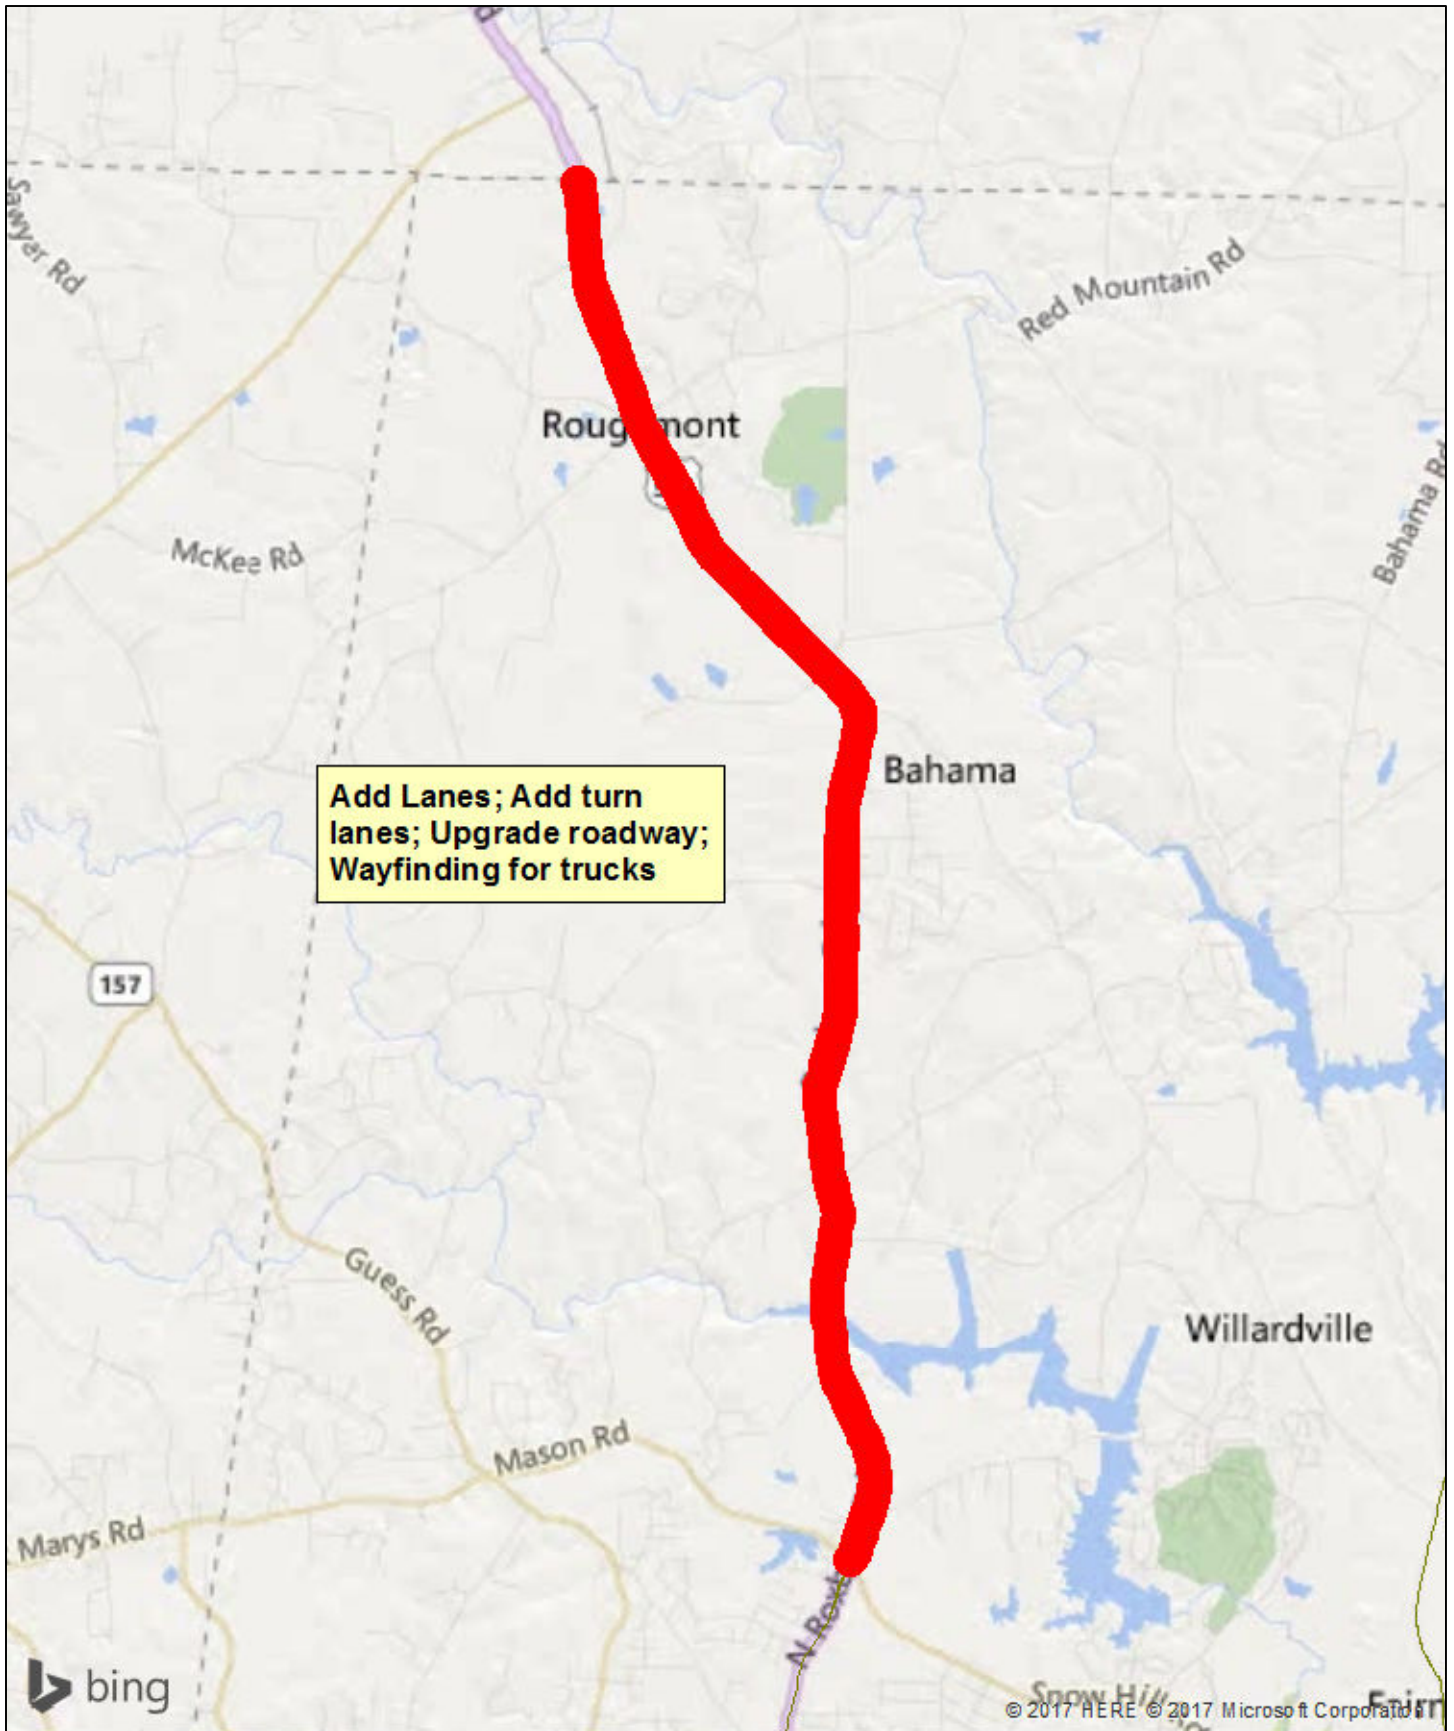 Sawyer Rd
Red Mountain Rd
Bahama Rd
McKee Rd
Bahama
Add Lanes; Add turn
lanes; Upgrade roadway;
Wayfinding for trucks
157
Guess Rd
Willardville
Mason Rd
Marys Rd
N
Snow
bing
© 2017 HERE © 2017 Microsoft Corporation